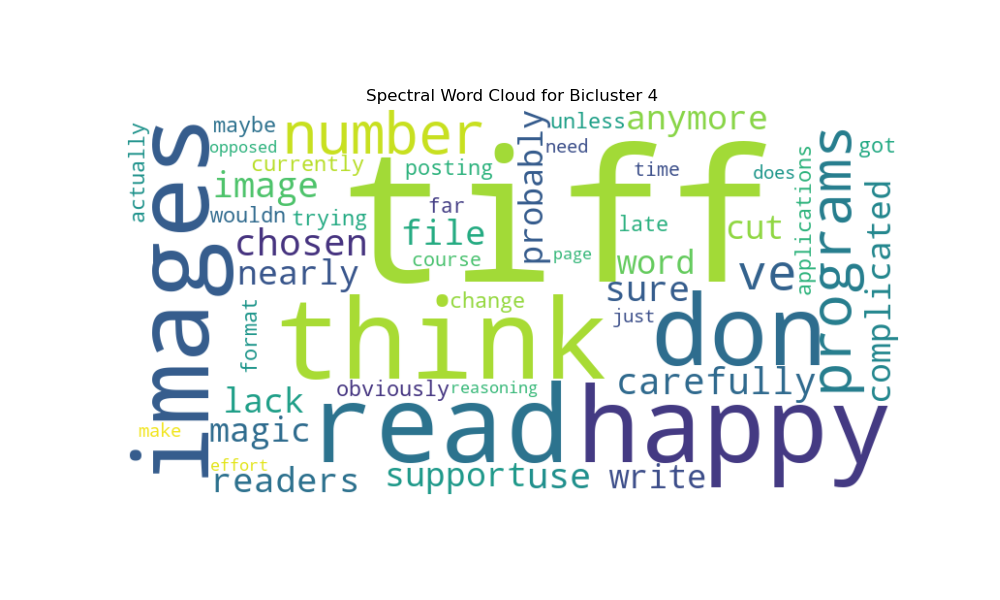 Spectral Word Cloud for Bicluster 4
actually
images
maybe
opposed
number
currently
image
wouldn
trying
chosen
nearly
posting
far
file
course
tiff
probably
unless
anymore
need
time
does
got
late
cut
page
word
ve
sure
applications
programs
complicated
format
think
change
just
don
obviously
reasoning
carefully
lack
magic
make
effort
readers
read
happy
support
use
write